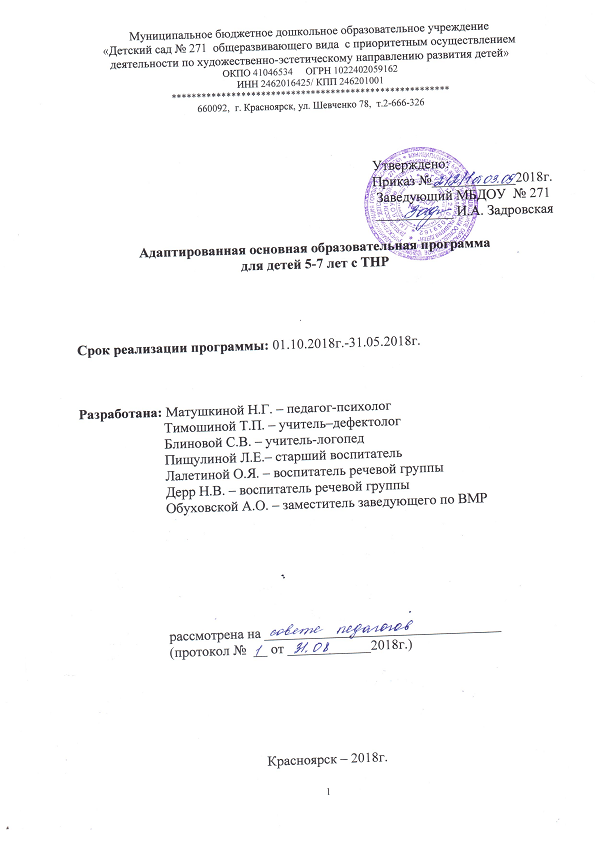 Муниципальное бюджетное дошкольное образовательное учреждение
«Детский сад № 271 общеразвивающего вида с приоритетным осуществлением
деятельности по художественно-эстетическому направлению развития детей»
ОКПО 41046534 ОГРН 1022402059162
ИНН 2462016425/ КПП 246201001
****************************************************
660092, г. Красноярск, ул. Шевченко 78, т.2-666-326
Утверждено:
Приказ № 03.09 2018г.
Заведующий МБДОУ № 271
____________ И.А. Задровская
Адаптированная основная образовательная программа
для детей 5-7 лет с ТНР
Срок реализации программы: 01.10.2018г.-31.05.2018г.
Разработана: Матушкиной Н.Г. – педагог-психолог
Тимошиной Т.П. – учитель–дефектолог
Блиновой С.В. – учитель-логопед
Пищулиной Л.Е.– старший воспитатель
Лалетиной О.Я. – воспитатель речевой группы
Дерр Н.В. – воспитатель речевой группы
Обуховской А.О. – заместитель заведующего по ВМР
рассмотрена на совете педагогов
(протокол № 1 от 31.08 2018г.)
Красноярск – 2018г.
1